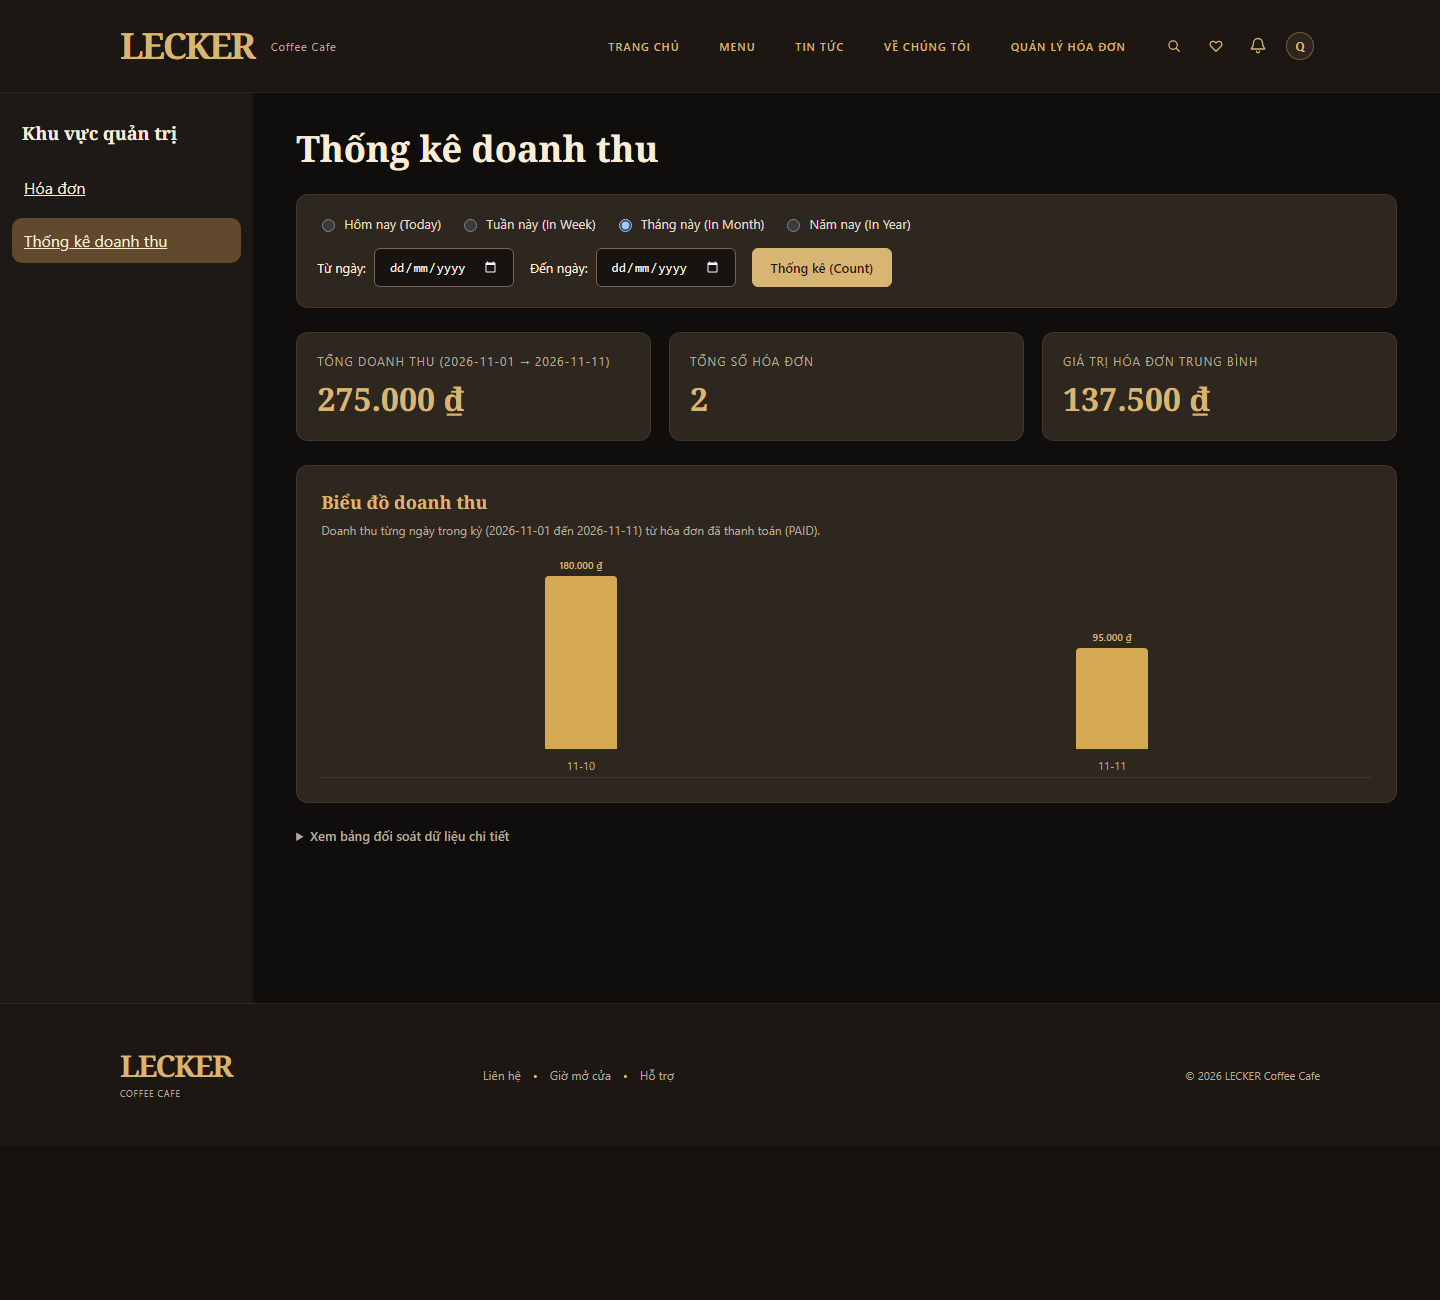 LECKER Coffee Cafe TRANG CHỦ MENU TIN TỨC VỀ CHÚNG TÔI QUẢN LÝ HÓA ĐƠN Q
Khu vực quản trị
Hóa đơn
Thống kê doanh thu
Thống kê doanh thu
Hôm nay (Today) Tuần này (In Week) Tháng này (In Month) Năm nay (In Year)
Từ ngày: dd/mm/yyyy Đến ngày: dd/mm/yyyy Thống kê (Count)
TỔNG DOANH THU (2026-11-01 → 2026-11-11)
275.000 ₫
TỔNG SỐ HÓA ĐƠN
2
GIÁ TRỊ HÓA ĐƠN TRUNG BÌNH
137.500 ₫
Biểu đồ doanh thu
Doanh thu từng ngày trong kỳ (2026-11-01 đến 2026-11-11) từ hóa đơn đã thanh toán (PAID).
180.000 ₫
95.000 ₫
11-10 11-11
Xem bảng đối soát dữ liệu chi tiết
LECKER
COFFEE CAFE
Liên hệ • Giờ mở cửa • Hỗ trợ
© 2026 LECKER Coffee Cafe